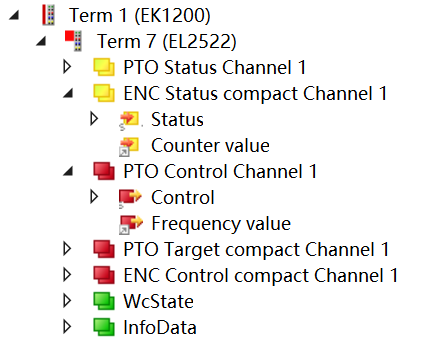 Term 1 (EK1200)
Term 7 (EL2522)
PTO Status Channel 1
ENC Status compact Channel 1
Status
Counter value
PTO Control Channel 1
Control
Frequency value
PTO Target compact Channel 1
ENC Control compact Channel 1
WcState
InfoData